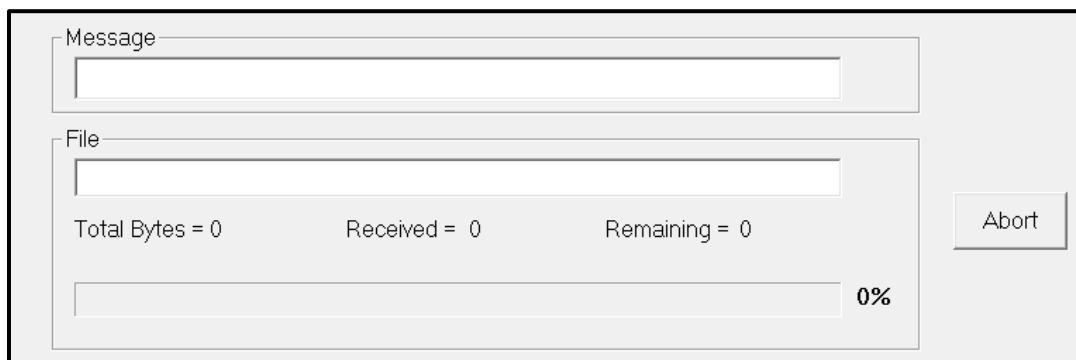 Message
File
Total Bytes = 0 Received = 0 Remaining = 0
Abort
0%